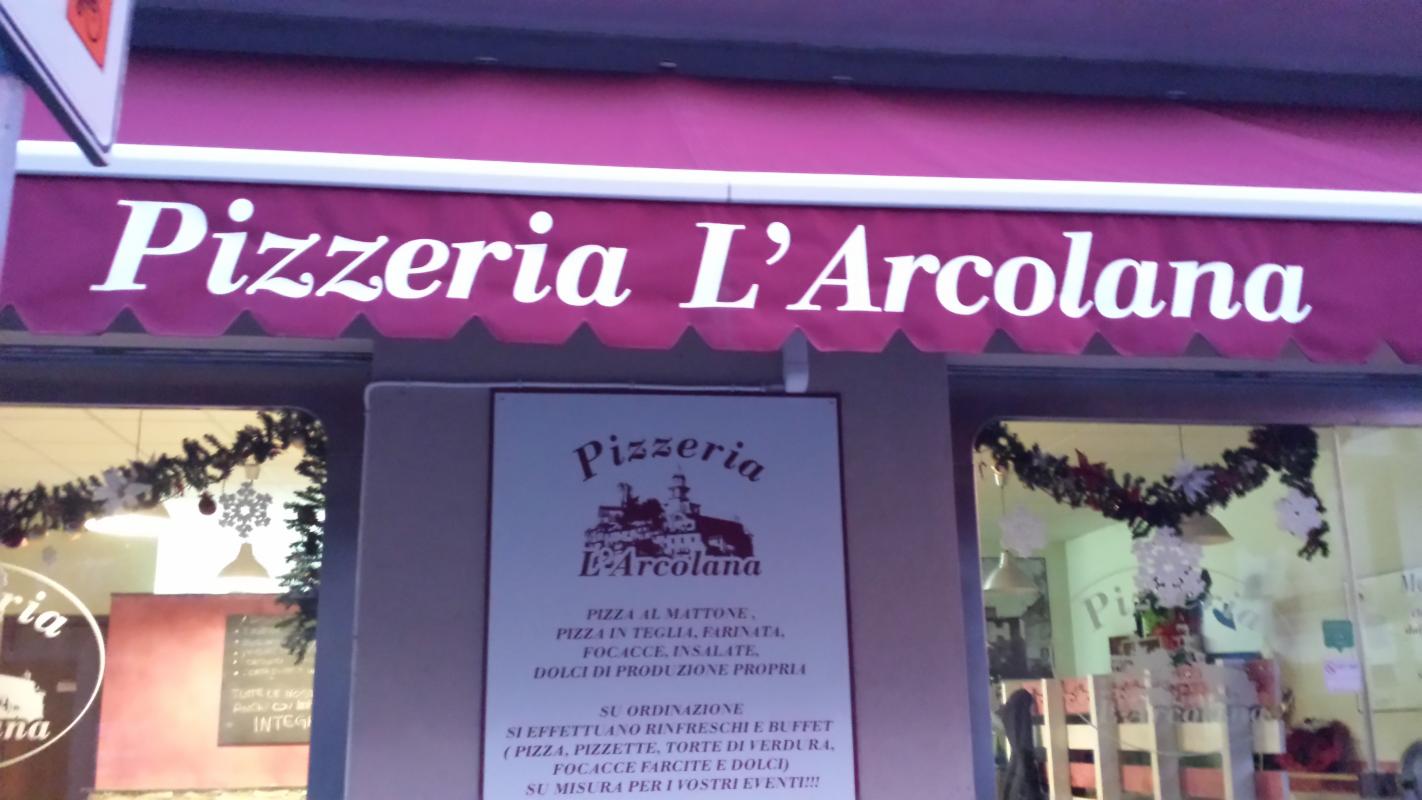 Pizzeria L'Arcolana
Pizzeria
L'Arcolana
PIZZA AL MATTONE ,
PIZZA IN TEGLIA, FARINATA,
FOCACCE, INSALATE,
DOLCI DI PRODUZIONE PROPRIA
SU ORDINAZIONE
SI EFFETTUANO RINFRESCHI E BUFFET
( PIZZA, PIZZETTE, TORTE DI VERDURA,
FOCACCE FARCITE E DOLCI)
SU MISURA PER I VOSTRI EVENTI!!!
Pizzeria